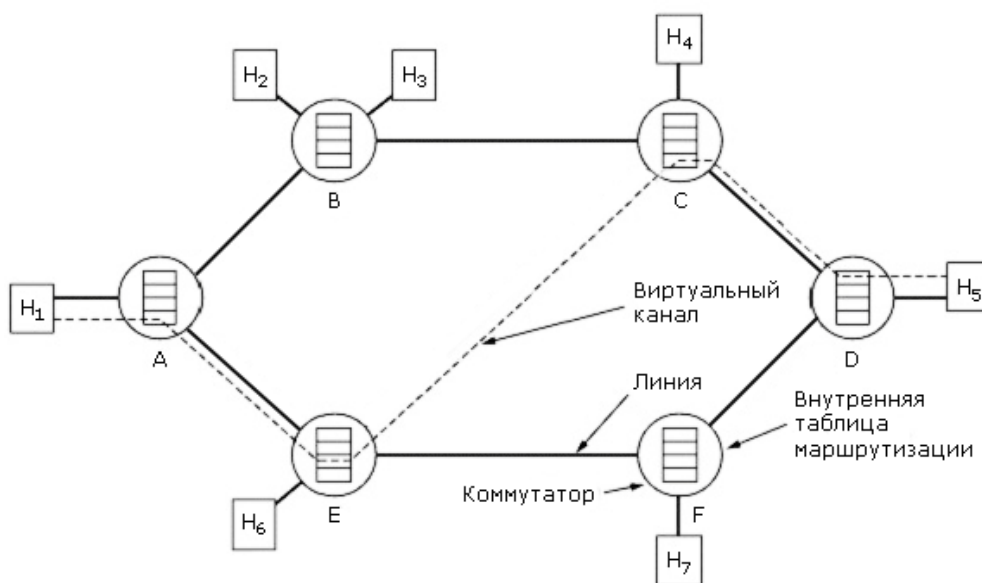 H4
H2
H3
B
C
H1
A
Виртуальный
канал
H5
D
Линия
Внутренняя
таблица
маршрутизации
Коммутатор
H6
E
F
H7